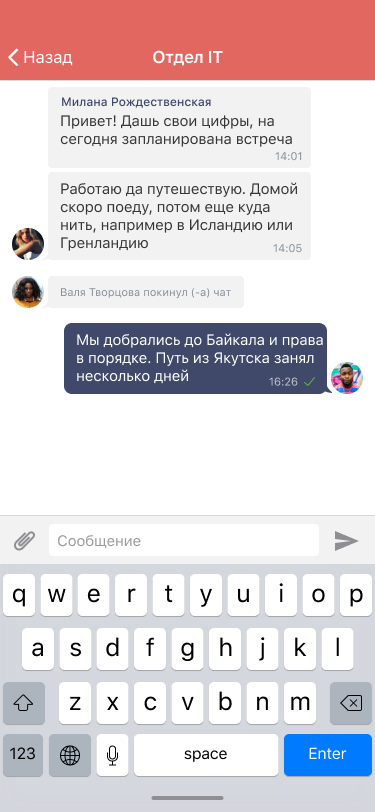 Назад
Отдел IT
Милана Рождественская
Привет! Дашь свои цифры, на
сегодня запланирована встреча
14:01
Работаю да путешествую. Домой
скоро поеду, потом еще куда
нить, например в Исландию или
Гренландию
14:05
Валя Творцова покинул (-а) чат
Мы добрались до Байкала и права
в порядке. Путь из Якутска занял
несколько дней
16:26
Сообщение
q w e r t y u i o p
a s d f g h j k l
z x c v b n m
123 space Enter